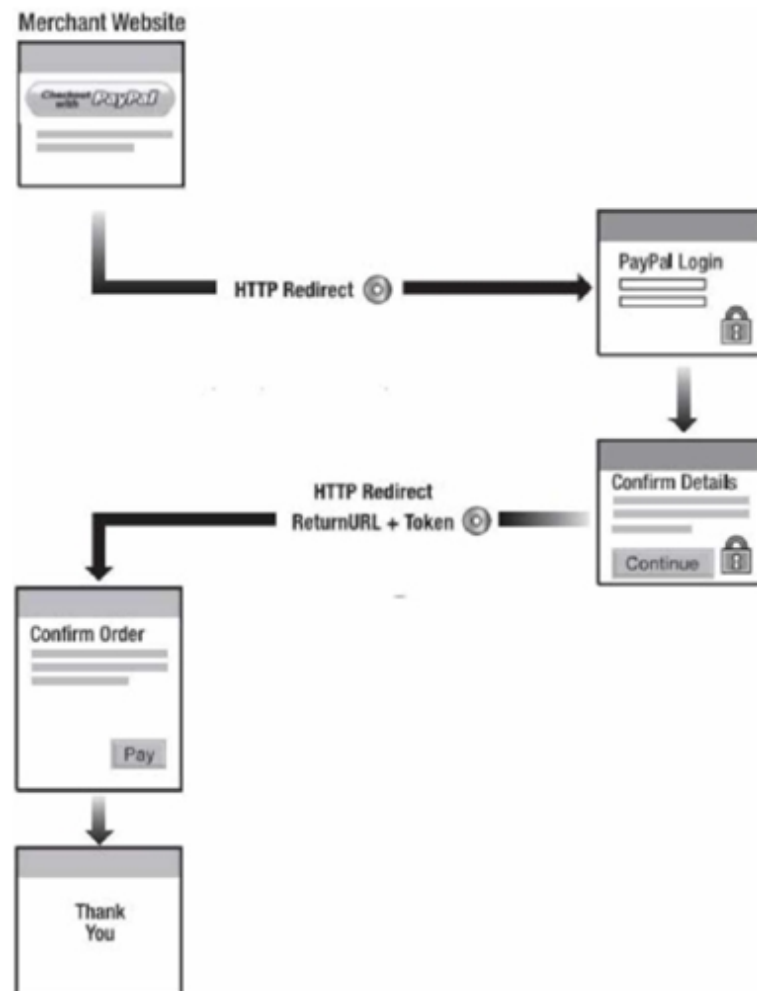 Merchant Website
Checkout
with PayPal
HTTP Redirect
PayPal Login
Confirm Details
Continue
HTTP Redirect
ReturnURL + Token
Confirm Order
Pay
Thank
You